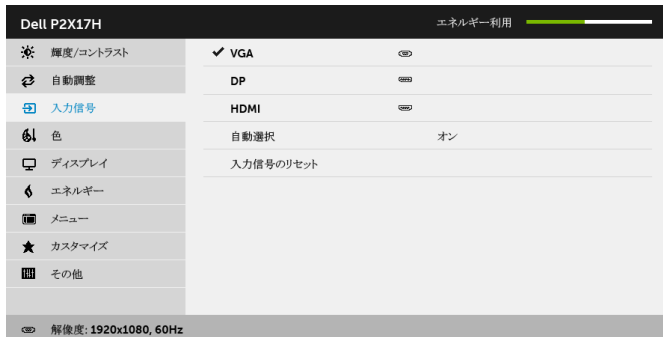 Dell P2X17H
エネルギー利用
輝度/コントラスト
VGA
自動調整
DP
入力信号
HDMI
色
自動選択
オン
ディスプレイ
入力信号のリセット
エネルギー
メニュー
カスタマイズ
その他
解像度: 1920x1080, 60Hz